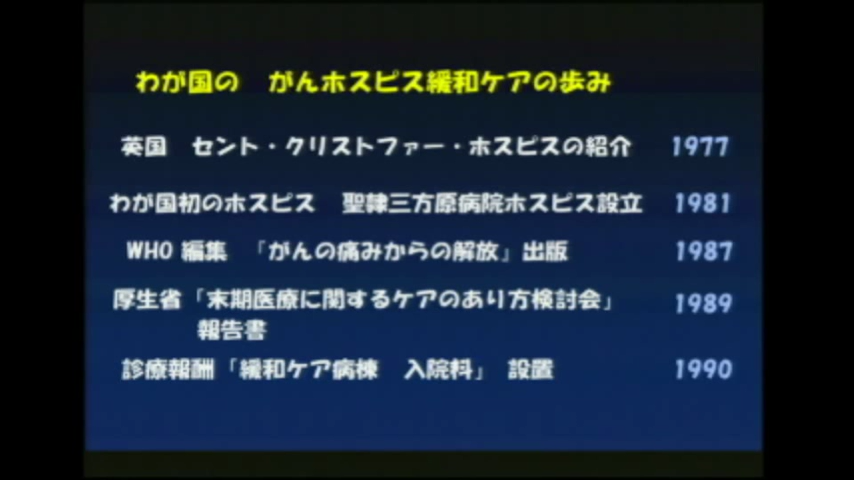 わが国の　がんホスピス緩和ケアの歩み
英国　セント・クリストファー・ホスピスの紹介　1977
わが国初のホスピス　聖隷三方原病院ホスピス設立　1981
WHO 編集　「がんの痛みからの解放」出版　1987
厚生省「末期医療に関するケアのあり方検討会」　1989
報告書
診療報酬「緩和ケア病棟　入院料」　設置　1990